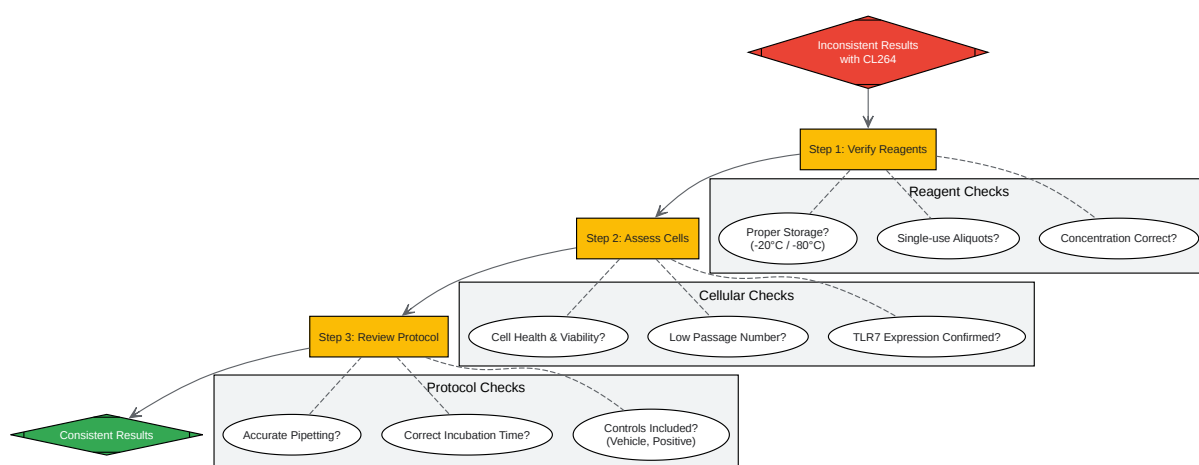 Inconsistent Results
with CL264
Step 1: Verify Reagents
Reagent Checks
Proper Storage?
(-20°C / -80°C)
Single-use Aliquots?
Concentration Correct?
Step 2: Assess Cells
Cellular Checks
Cell Health & Viability?
Low Passage Number?
TLR7 Expression Confirmed?
Step 3: Review Protocol
Protocol Checks
Accurate Pipetting?
Correct Incubation Time?
Controls Included?
(Vehicle, Positive)
Consistent Results